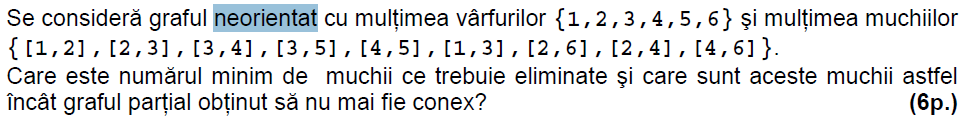 Se consideră graful neorientat cu mulţimea vârfurilor {1,2,3,4,5,6} şi mulţimea muchiilor
{[1,2],[2,3],[3,4],[3,5],[4,5],[1,3],[2,6],[2,4],[4,6]}.
Care este numărul minim de muchii ce trebuie eliminate şi care sunt aceste muchii astfel
încât graful parţial obţinut să nu mai fie conex? (6p.)